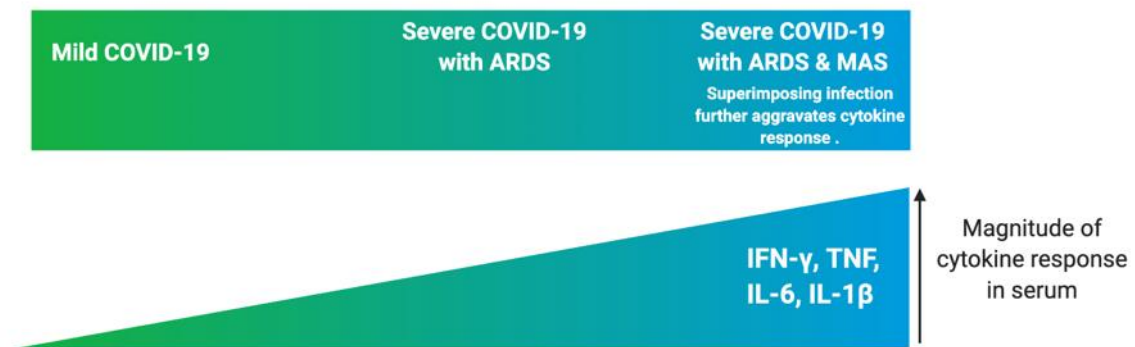 Mild COVID-19
Severe COVID-19
with ARDS
Severe COVID-19
with ARDS & MAS
Superimposing infection
further aggravates cytokine
response .
IFN-γ, TNF,
IL-6, IL-1β
Magnitude of
cytokine response
in serum